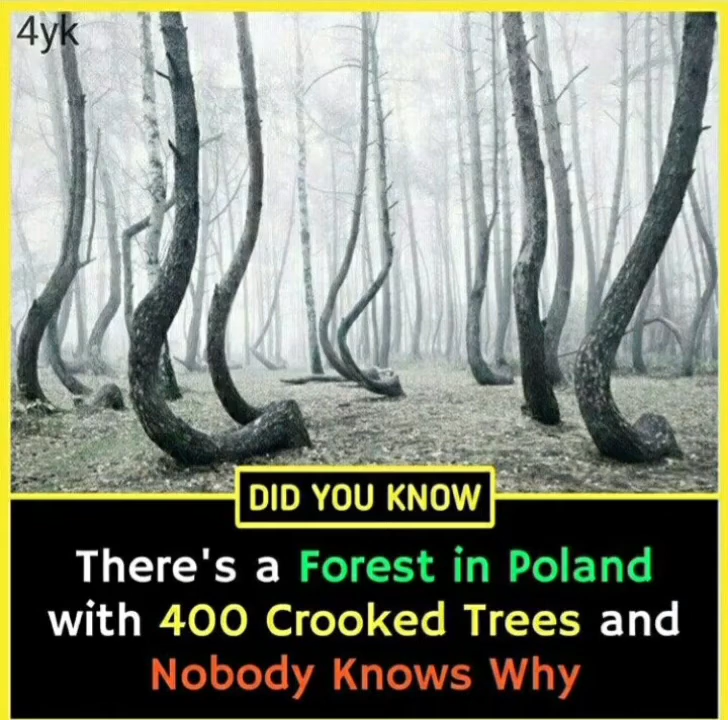 4yk
DID YOU KNOW
There's a Forest in Poland
with 400 Crooked Trees and
Nobody Knows Why